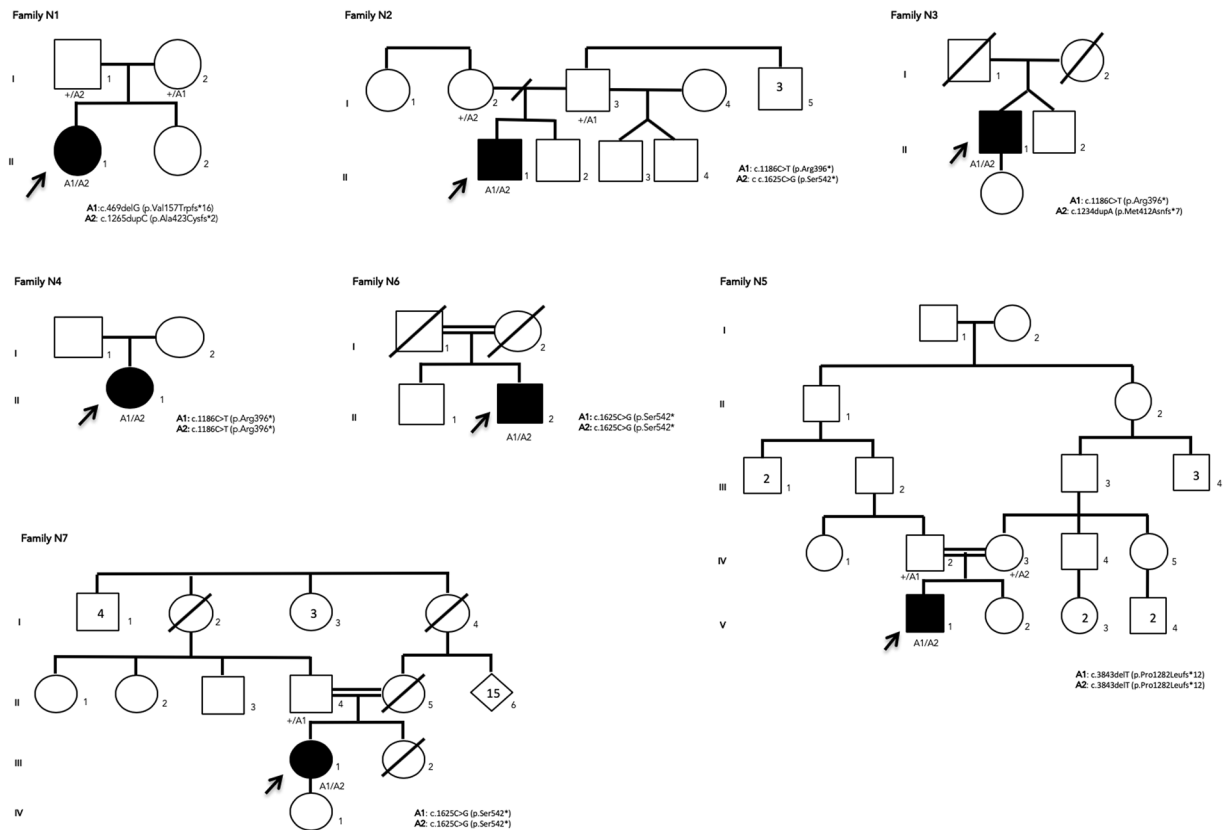 Family N1
I
1
2
+/A2
+/A1
II
1
2
A1/A2
A1:c.469delG (p.Val157Trpfs*16)
A2: c.1265dupC (p.Ala423Cysfs*2)
Family N2
I
1
2
3
4
3
5
+/A2
+/A1
II
1
2
3
4
A1/A2
A1: c.1186C>T (p.Arg396*)
A2: c c.1625C>G (p.Ser542*)
Family N3
I
1
2
II
1
2
A1/A2
A1: c.1186C>T (p.Arg396*)
A2: c.1234dupA (p.Met412Asnfs*7)
Family N4
I
1
2
II
1
A1/A2
A1: c.1186C>T (p.Arg396*)
A2: c.1186C>T (p.Arg396*)
Family N6
I
1
2
II
1
2
A1/A2
A1: c.1625C>G (p.Ser542*
A2: c.1625C>G (p.Ser542*
Family N5
I
1
2
II
1
2
III
2
1
2
3
3
4
IV
1
2
3
4
5
+/A1
+/A2
V
1
2
2
3
2
4
A1/A2
A1: c.3843delT (p.Pro1282Leufs*12)
A2: c.3843delT (p.Pro1282Leufs*12)
Family N7
I
4
1
2
3
3
4
II
1
2
3
4
5
15
6
+/A1
III
1
2
A1/A2
IV
1
A1: c.1625C>G (p.Ser542*)
A2: c.1625C>G (p.Ser542*)